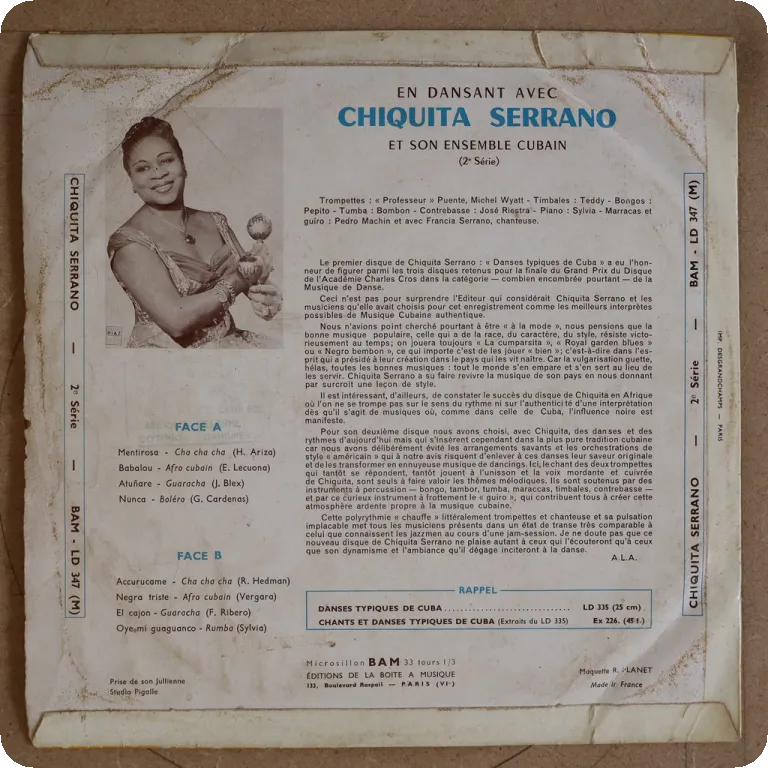 EN DANSANT AVEC
CHIQUITA SERRANO
ET SON ENSEMBLE CUBAIN
(2e Série)
Trompettes : « Professeur » Puente, Michel Wyatt - Timbales : Teddy - Bongos :
Pepito - Tumba : Bombon - Contrebasse : José Riestra - Piano : Sylvia - Marracas et
guïro : Pedro Machin et avec Francia Serrano, chanteuse.
Le premier disque de Chiquita Serrano : « Danses typiques de Cuba » a eu l'hon-
neur de figurer parmi les trois disques retenus pour la finale du Grand Prix du Disque
de l'Académie Charles Cros dans la catégorie — combien encombrée pourtant — de la
Musique de Danse.
Ceci n'est pas pour surprendre l'Editeur qui considérait Chiquita Serrano et les
musiciens qu'elle avait choisis pour cet enregistrement comme les meilleurs interprètes
possibles de Musique Cubaine authentique.
Nous n'avions point cherché pourtant à être « à la mode », nous pensions que la
bonne musique populaire, celle qui a de la race, du caractère, du style, résiste victo-
rieusement au temps; on jouera toujours « La cumparsita », « Royal garden blues »
ou « Negro bembon », ce qui importe c'est de les jouer « bien »; c'est-à-dire dans l'es-
prit qui a présidé à leur création dans le pays qui les vit naître. Car la vulgarisation guette,
hélas, toutes les bonnes musiques : tout le monde s'en empare et s'en sert au lieu de
les servir. Chiquita Serrano a su faire revivre la musique de son pays en nous donnant
par surcroit une leçon de style.
Il est intéressant, d'ailleurs, de constater le succès du disque de Chiquita en Afrique
où l'on ne se trompe pas sur le sens du rythme ni sur l'authenticité d'une interprétation
dès qu'il s'agit de musiques où, comme dans celle de Cuba, l'influence noire est
manifeste.
Pour son deuxième disque nous avons choisi, avec Chiquita, des danses et des
rythmes d'aujourd'hui mais qui s'insèrent cependant dans la plus pure tradition cubaine
car nous avons délibérément évité les arrangements savants et les orchestrations de
style « américain » qui à notre avis risquent d'enlever à ces danses leur saveur originale
et de les transformer en ennuyeuse musique de dancings. Ici, le chant des deux trompettes
qui tantôt se répondent, tantôt jouent à l'unisson et la voix mordante et cuivrée
de Chiquita, sont seuls à faire valoir les thèmes mélodiques. Ils sont soutenus par des
instruments à percussion — bongo, tambor, tumba, maraccas, timbales, contrebasse —
et par ce curieux instrument à frottement le « guiro », qui contribuent tous à créer cette
atmosphère ardente propre à la musique cubaine.
Cette polyrythmie « chauffe » littéralement trompettes et chanteuse et sa pulsation
implacable met tous les musiciens présents dans un état de transe très comparable à
celui que connaissent les jazzmen au cours d'une jam-session. Je ne doute pas que ce
nouveau disque de Chiquita Serrano ne plaise autant à ceux qui l'écouteront qu'à ceux
que son dynamisme et l'ambiance qu'il dégage inciteront à la danse.
A.L.A.
FACE A
Mentirosa - Cha cha cha (H. Ariza)
Babalou - Afro cubain (E. Lecuona)
Atuñare - Guaracha (J. Blex)
Nunca - Boléro (G. Cardenas)
FACE B
Accurucame - Cha cha cha (R. Hedman)
Negra triste - Afro cubain (Vergara)
El cajon - Guaracha (F. Ribero)
Oye mi guaguanco - Rumba (Sylvia)
RAPPEL
DANSES TYPIQUES DE CUBA ................................ LD 335 (25 cm)
CHANTS ET DANSES TYPIQUES DE CUBA (Extraits du LD 335) Ex 226. (45 t.)
Prise de son Jullienne
Studio Pigalle
Microsillon BAM 33 tours 1/3
ÉDITIONS DE LA BOITE A MUSIQUE
133, Boulevard Raspail — PARIS (VIe)
Maquette R. PLANET
Made in France
CHIQUITA SERRANO — 2e Série — BAM - LD 347 (M)
CHIQUITA SERRANO — 2e Série — BAM - LD 347 (M)
IMP. DESGRANDCHAMPS - PARIS
PIAZ